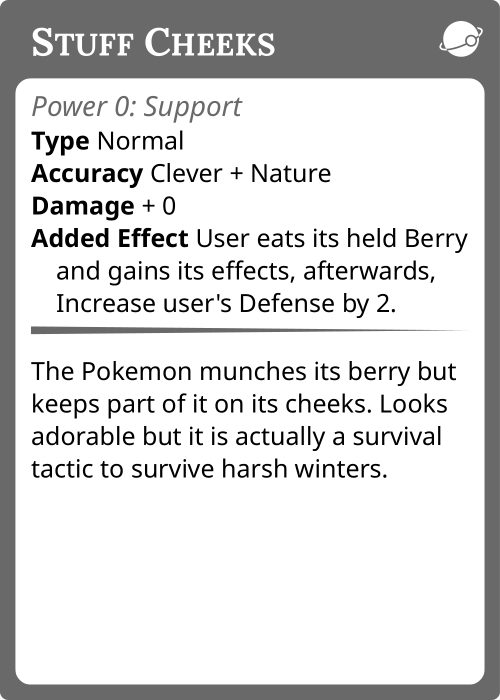 Stuff Cheeks
Power 0: Support
Type Normal
Accuracy Clever + Nature
Damage + 0
Added Effect User eats its held Berry
and gains its effects, afterwards,
Increase user's Defense by 2.
The Pokemon munches its berry but
keeps part of it on its cheeks. Looks
adorable but it is actually a survival
tactic to survive harsh winters.